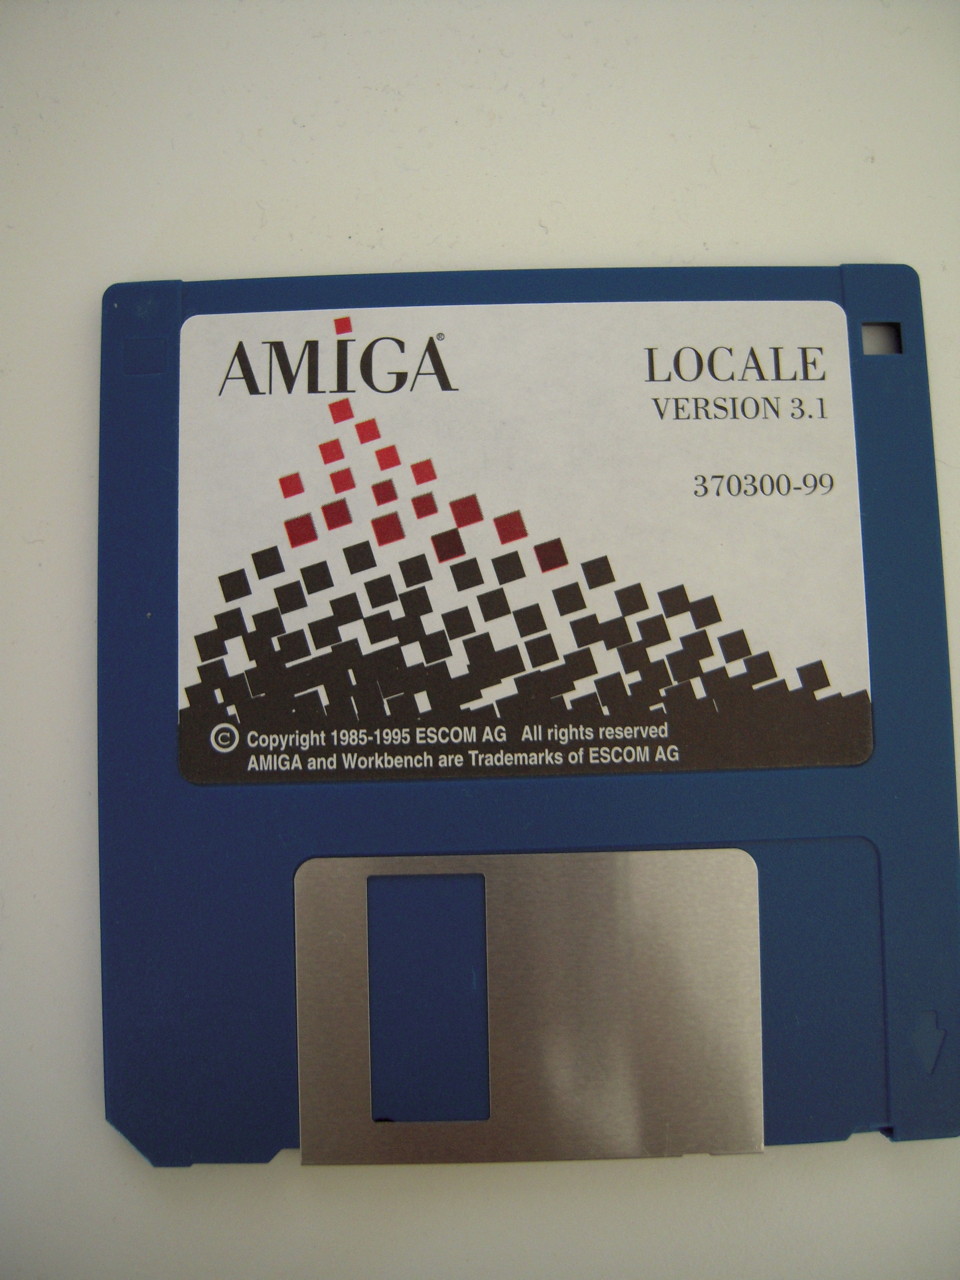 AMIGA®
LOCALE
VERSION 3.1
370300-99
© Copyright 1985-1995 ESCOM AG All rights reserved
AMIGA and Workbench are Trademarks of ESCOM AG